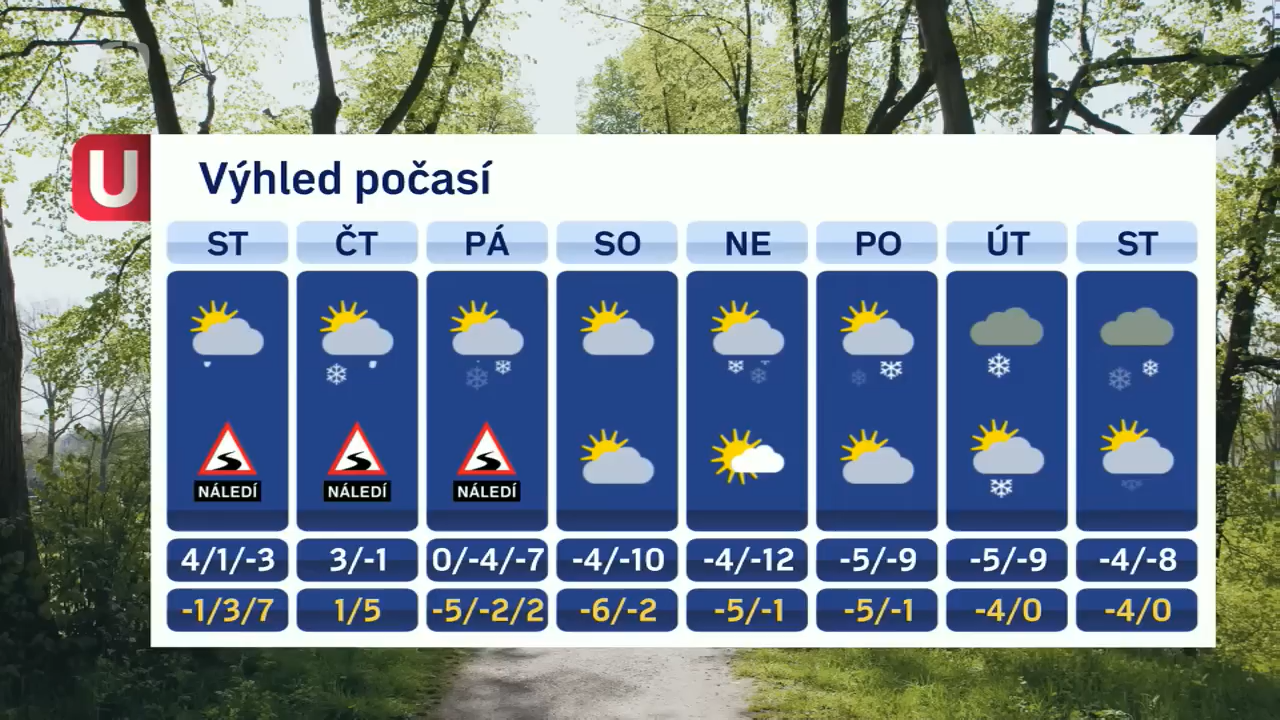 U
Výhled počasí
ST ČT PÁ SO NE PO ÚT ST
NÁLEDÍ NÁLEDÍ NÁLEDÍ
4/1/-3 3/-1 0/-4/-7 -4/-10 -4/-12 -5/-9 -5/-9 -4/-8
-1/3/7 1/5 -5/-2/2 -6/-2 -5/-1 -5/-1 -4/0 -4/0